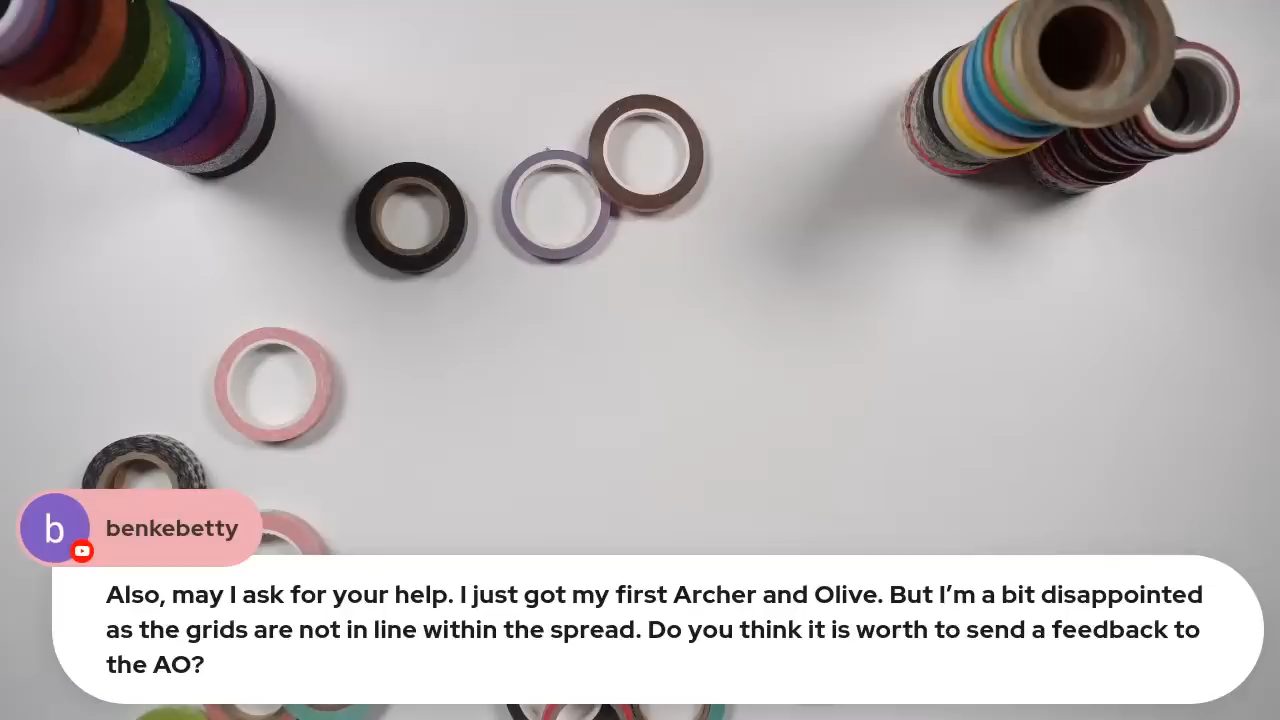 b
benkebetty
Also, may I ask for your help. I just got my first Archer and Olive. But I’m a bit disappointed
as the grids are not in line within the spread. Do you think it is worth to send a feedback to
the AO?